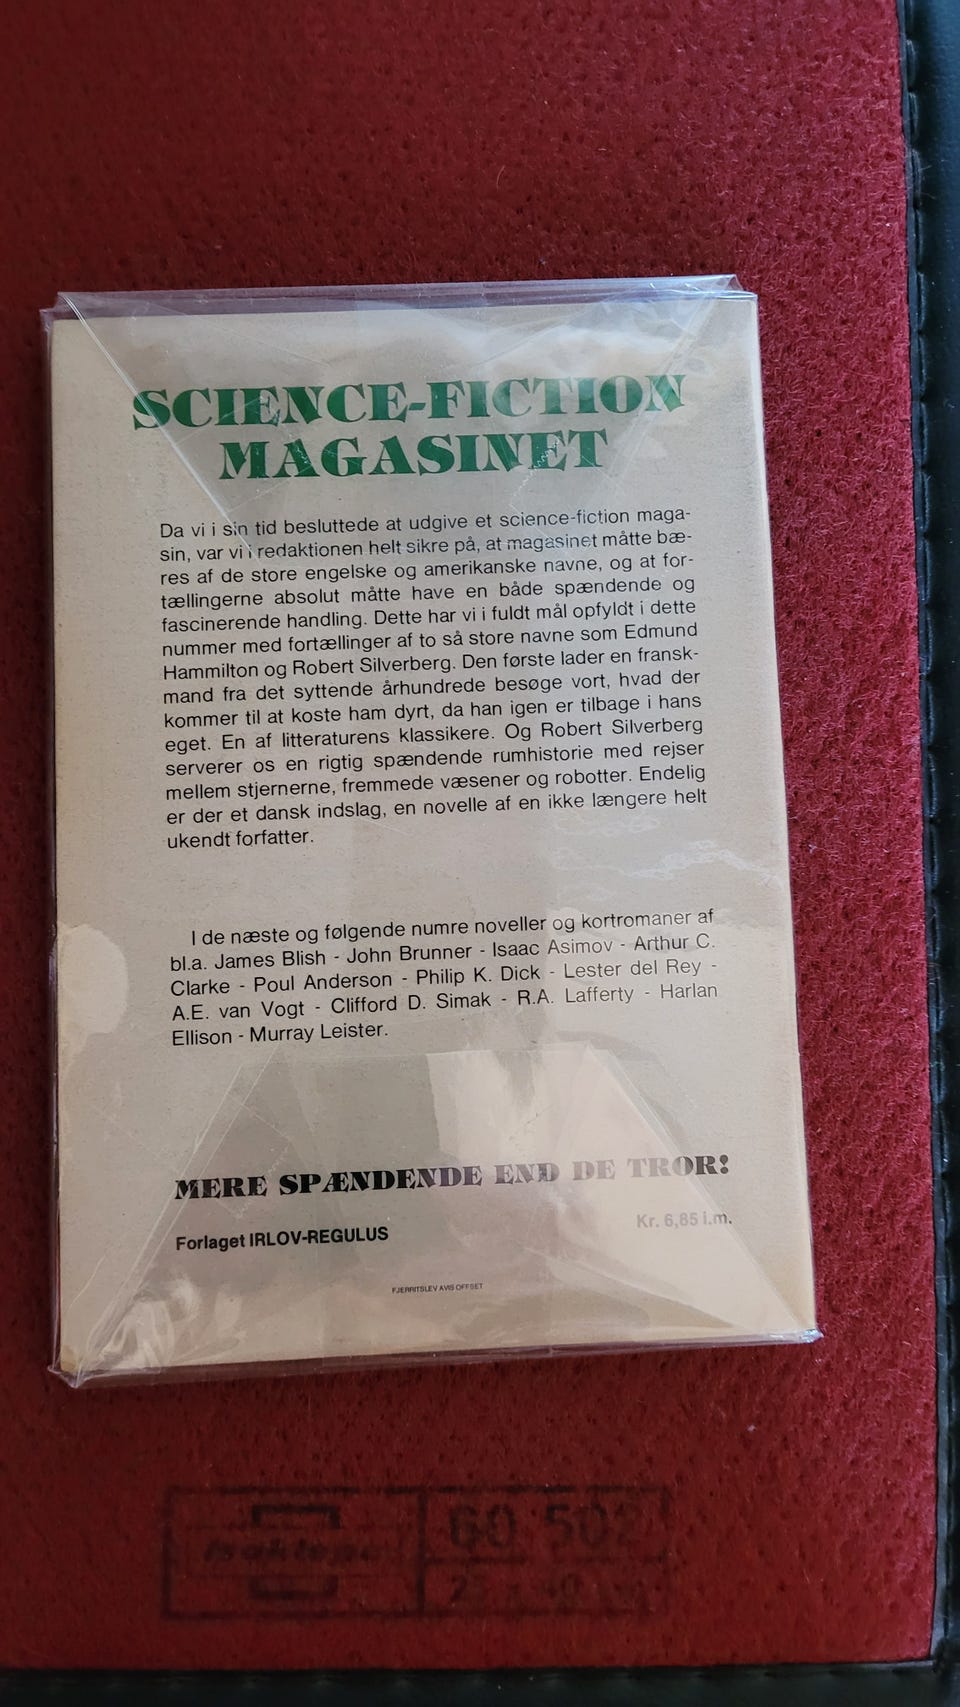 SCIENCE-FICTION
MAGASINET
Da vi i sin tid besluttede at udgive et science-fiction maga-
sin, var vi i redaktionen helt sikre på, at magasinet måtte bæ-
res af de store engelske og amerikanske navne, og at for-
tællingerne absolut måtte have en både spændende og
fascinerende handling. Dette har vi i fuldt mål opfyldt i dette
nummer med fortællinger af to så store navne som Edmund
Hammilton og Robert Silverberg. Den første lader en fransk-
mand fra det syttende århundrede besøge vort, hvad der
kommer til at koste ham dyrt, da han igen er tilbage i hans
eget. En af litteraturens klassikere. Og Robert Silverberg
serverer os en rigtig spændende rumhistorie med rejser
mellem stjernerne, fremmede væsener og robotter. Endelig
er der et dansk indslag, en novelle af en ikke længere helt
ukendt forfatter.
I de næste og følgende numre noveller og kortromaner af
bl.a. James Blish - John Brunner - Isaac Asimov - Arthur C.
Clarke - Poul Anderson - Philip K. Dick - Lester del Rey -
A.E. van Vogt - Clifford D. Simak - R.A. Lafferty - Harlan
Ellison - Murray Leister.
MERE SPÆNDENDE END DE TROR!
Forlaget IRLOV-REGULUS
Kr. 6,85 i.m.
FJERRITSLEV AVIS OFFSET
GO 502